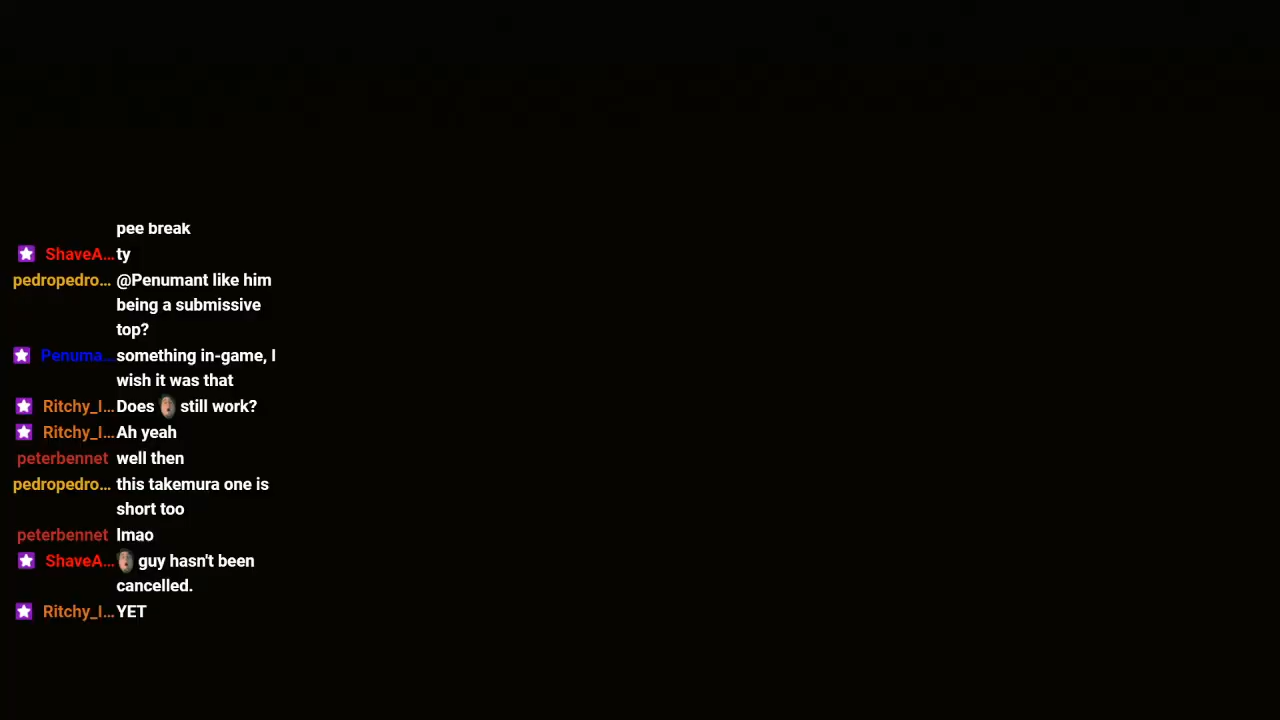 pee break
ShaveA... ty
pedropedro... @Penumant like him
being a submissive
top?
Penuma... something in-game, I
wish it was that
Ritchy_I... Does still work?
Ritchy_I... Ah yeah
peterbennet well then
pedropedro... this takemura one is
short too
peterbennet lmao
ShaveA... guy hasn't been
cancelled.
Ritchy_I... YET